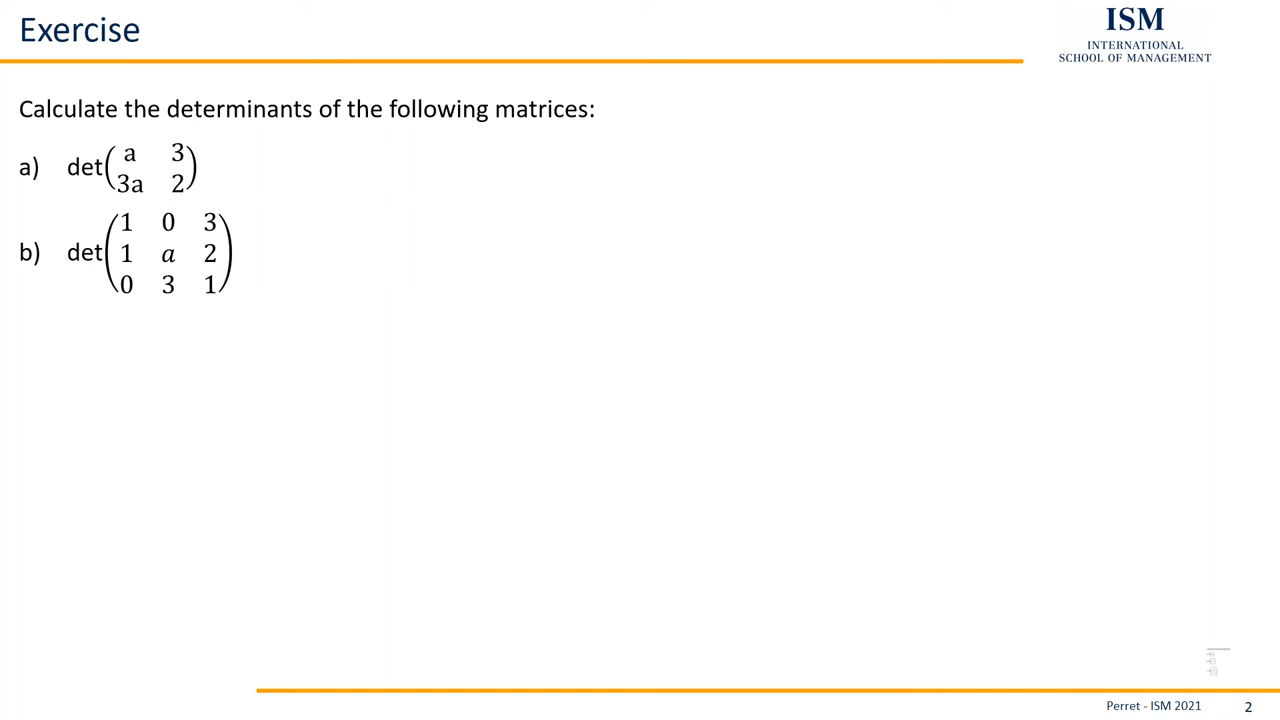 Exercise
ISM
INTERNATIONAL
SCHOOL OF MANAGEMENT
Calculate the determinants of the following matrices:
a) det(a 3
3a 2)
b) det(1 0 3
1 a 2
0 3 1)
Perret - ISM 2021 2